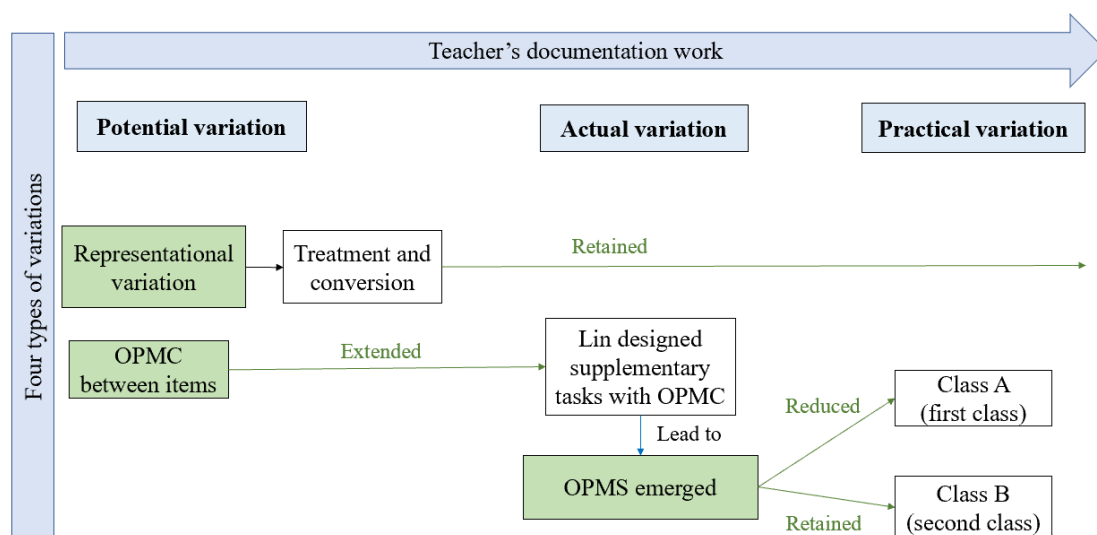 Teacher's documentation work
Four types of variations
Potential variation
Actual variation
Practical variation
Representational
variation
Treatment and
conversion
Retained
OPMC
between items
Extended
Lin designed
supplementary
tasks with OPMC
Lead to
OPMS emerged
Reduced
Class A
(first class)
Retained
Class B
(second class)